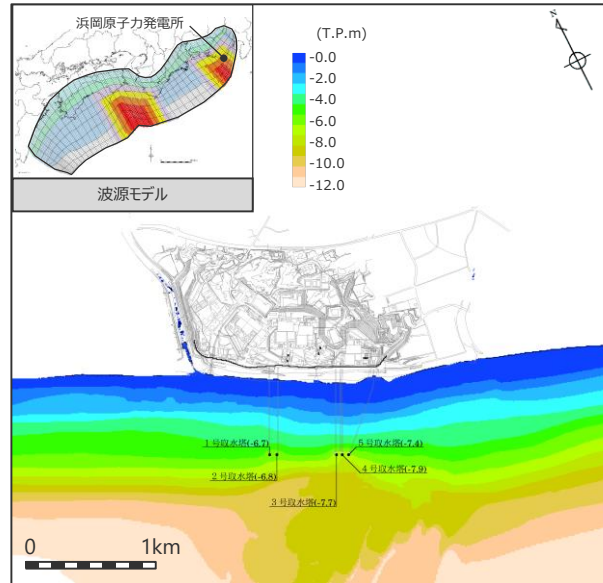 浜岡原子力発電所
波源モデル
(T.P.m)
-0.0
-2.0
-4.0
-6.0
-8.0
-10.0
-12.0
N
1号取水塔(-6.7)
2号取水塔(-6.8)
3号取水塔(-7.7)
5号取水塔(-7.4)
4号取水塔(-7.9)
0 1km